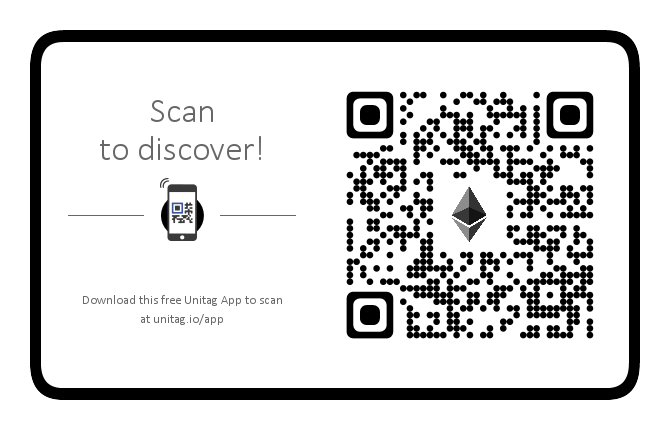 Scan
to discover!
Download this free Unitag App to scan
at unitag.io/app